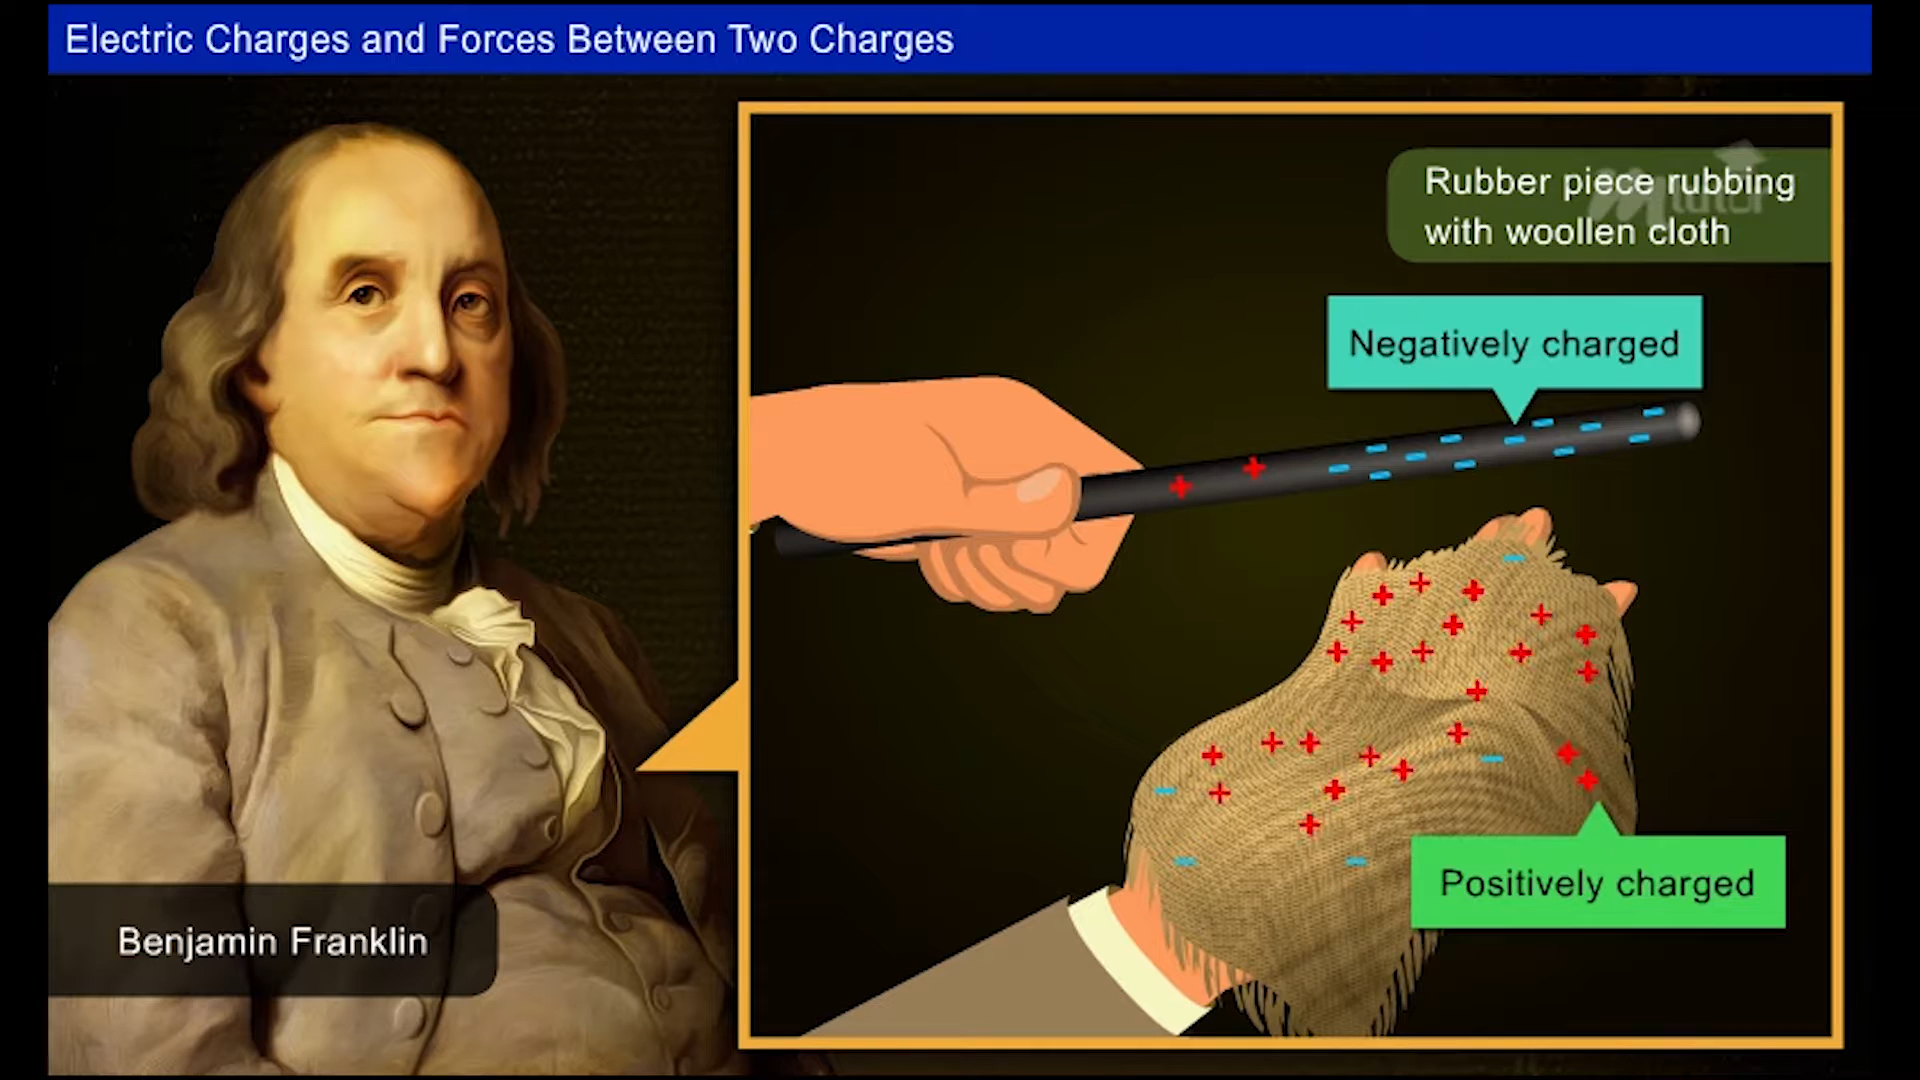 Electric Charges and Forces Between Two Charges
Rubber piece rubbing
with woollen cloth
Negatively charged
Positively charged
Benjamin Franklin